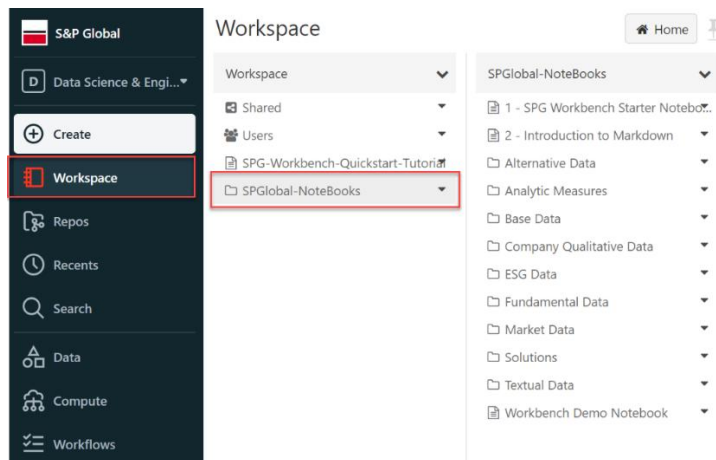 S&P Global
D Data Science & Engi...
Create
Workspace
Repos
Recents
Search
Data
Compute
Workflows
Workspace
Home
Workspace
Shared
Users
SPG-Workbench-Quickstart-Tutorial
SPGlobal-NoteBooks
SPGlobal-NoteBooks
1 - SPG Workbench Starter Notebo...
2 - Introduction to Markdown
Alternative Data
Analytic Measures
Base Data
Company Qualitative Data
ESG Data
Fundamental Data
Market Data
Solutions
Textual Data
Workbench Demo Notebook